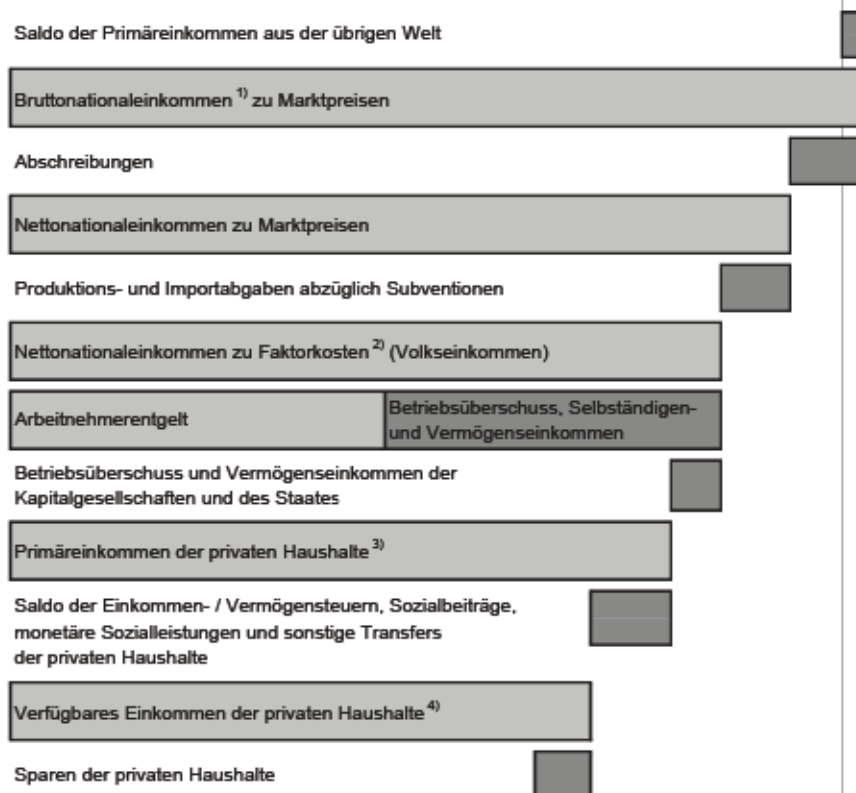 Saldo der Primäreinkommen aus der übrigen Welt
Bruttonationaleinkommen 1) zu Marktpreisen
Abschreibungen
Nettonationaleinkommen zu Marktpreisen
Produktions- und Importabgaben abzüglich Subventionen
Nettonationaleinkommen zu Faktorkosten 2) (Volkseinkommen)
Arbeitnehmerentgelt
Betriebsüberschuss, Selbständigen-
und Vermögenseinkommen
Betriebsüberschuss und Vermögenseinkommen der
Kapitalgesellschaften und des Staates
Primäreinkommen der privaten Haushalte 3)
Saldo der Einkommen- / Vermögensteuern, Sozialbeiträge,
monetäre Sozialleistungen und sonstige Transfers
der privaten Haushalte
Verfügbares Einkommen der privaten Haushalte 4)
Sparen der privaten Haushalte